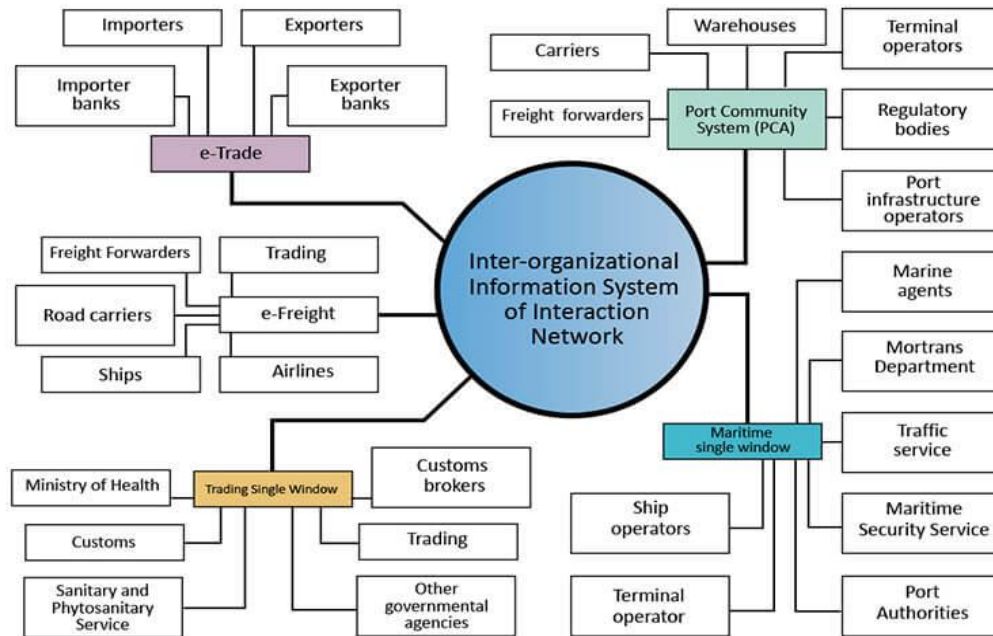 Importers
Exporters
Importer
banks
Exporter
banks
e-Trade
Warehouses
Carriers
Terminal
operators
Freight forwarders
Port Community
System (PCA)
Regulatory
bodies
Port
infrastructure
operators
Freight Forwarders
Trading
Road carriers
e-Freight
Ships
Airlines
Inter-organizational
Information System
of Interaction
Network
Marine
agents
Mortrans
Department
Maritime
single window
Traffic
service
Ship
operators
Maritime
Security Service
Terminal
operator
Port
Authorities
Ministry of Health
Trading Single Window
Customs
brokers
Customs
Trading
Sanitary and
Phytosanitary
Service
Other
governmental
agencies